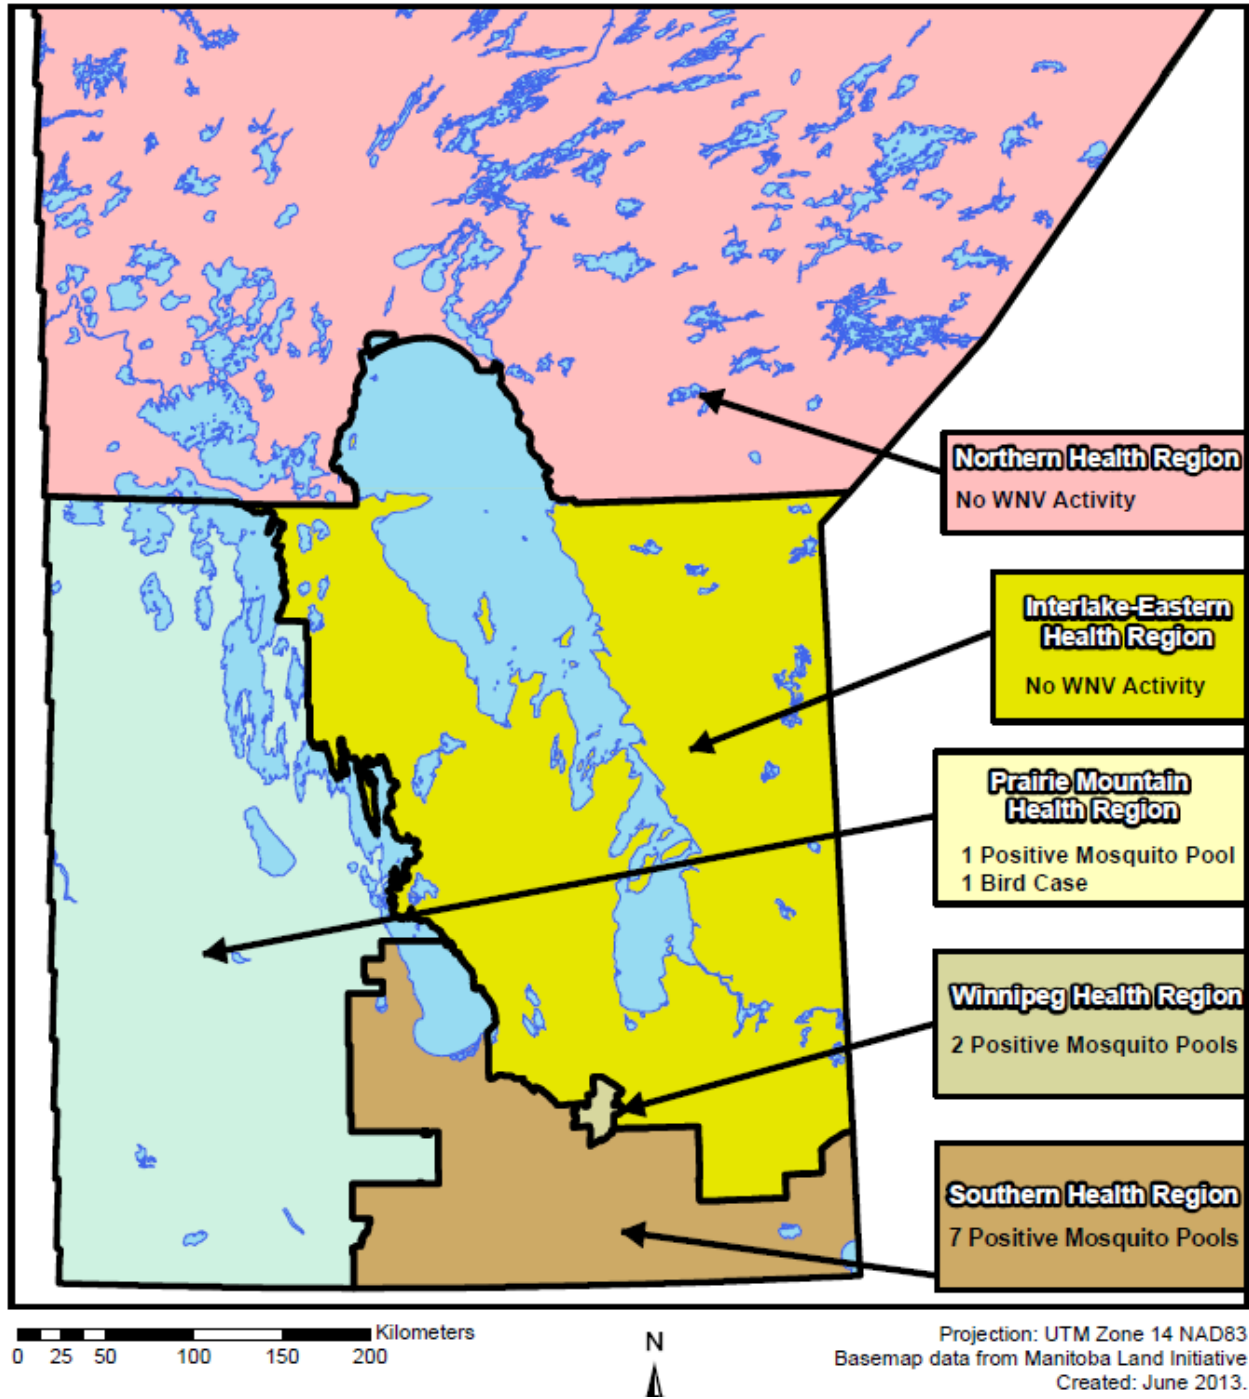 Northern Health Region
No WNV Activity
Interlake-Eastern
Health Region
No WNV Activity
Prairie Mountain
Health Region
1 Positive Mosquito Pool
1 Bird Case
Winnipeg Health Region
2 Positive Mosquito Pools
Southern Health Region
7 Positive Mosquito Pools
Kilometers
0 25 50 100 150 200
N
Projection: UTM Zone 14 NAD83
Basemap data from Manitoba Land Initiative
Created: June 2013.